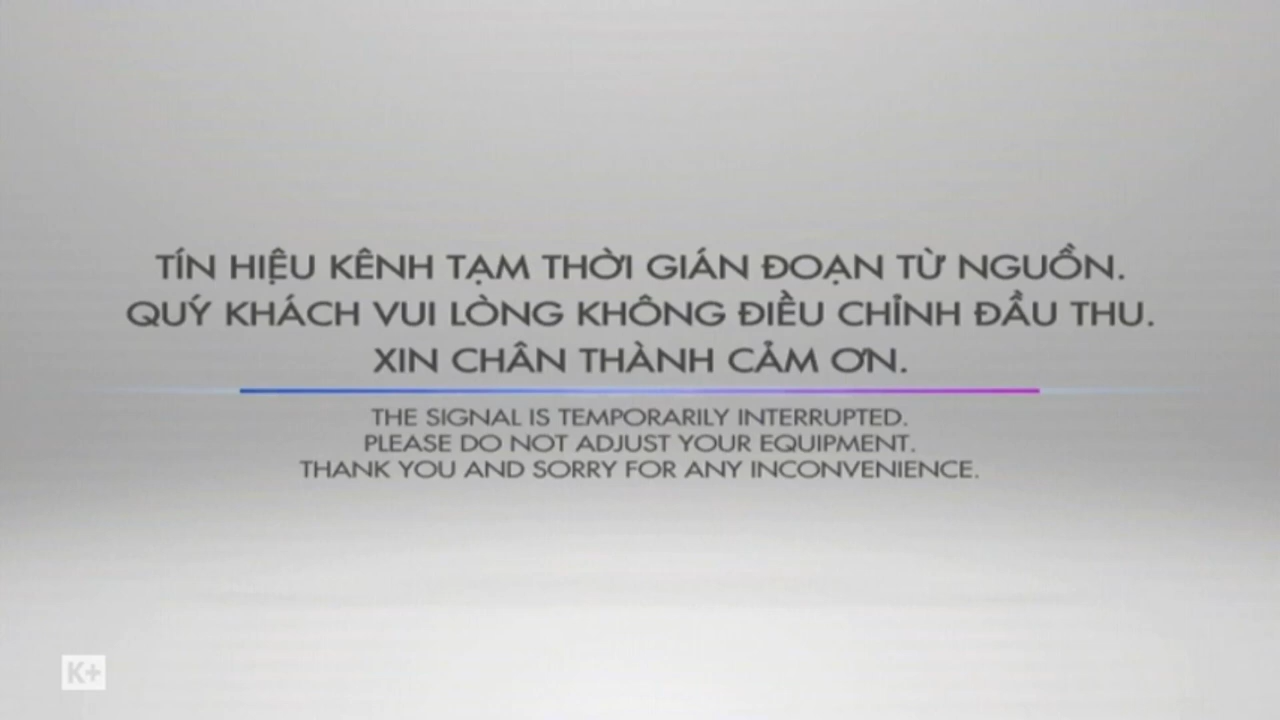 TÍN HIỆU KÊNH TẠM THỜI GIÁN ĐOẠN TỪ NGUỒN.
QUÝ KHÁCH VUI LÒNG KHÔNG ĐIỀU CHỈNH ĐẦU THU.
XIN CHÂN THÀNH CẢM ƠN.
THE SIGNAL IS TEMPORARILY INTERRUPTED.
PLEASE DO NOT ADJUST YOUR EQUIPMENT.
THANK YOU AND SORRY FOR ANY INCONVENIENCE.
K+